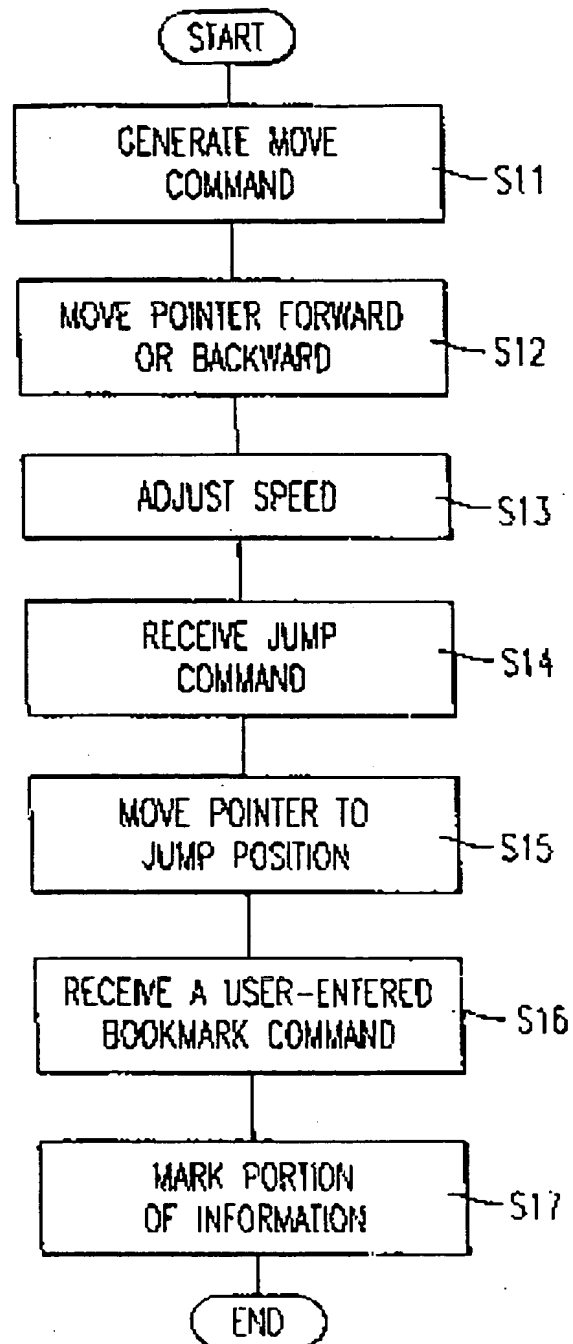 START
GENERATE MOVE
COMMAND
S11
MOVE POINTER FORWARD
OR BACKWARD
S12
ADJUST SPEED
S13
RECEIVE JUMP
COMMAND
S14
MOVE POINTER TO
JUMP POSITION
S15
RECEIVE A USER-ENTERED
BOOKMARK COMMAND
S16
MARK PORTION
OF INFORMATION
S17
END